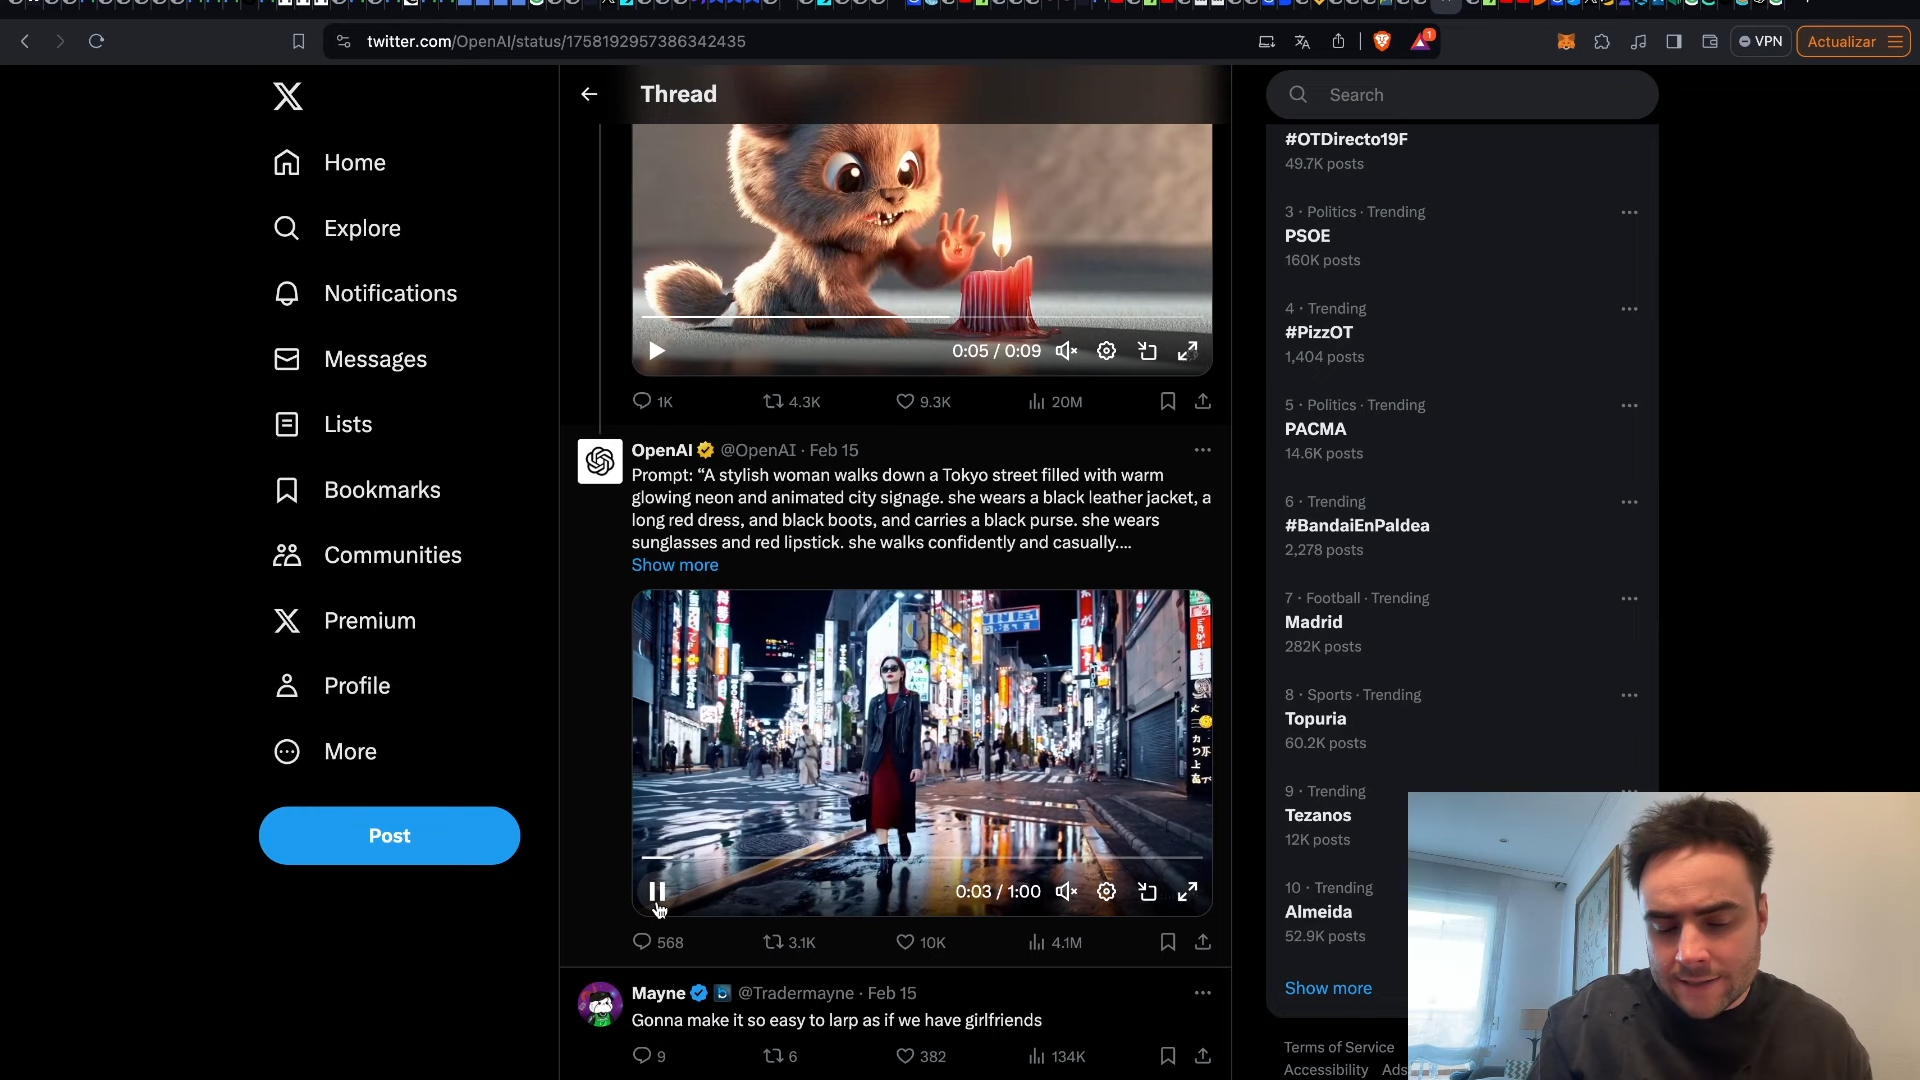 twitter.com/OpenAI/status/1758192957386342435
1
VPN
Actualizar
Home
Explore
Notifications
Messages
Lists
Bookmarks
Communities
Premium
Profile
More
Post
Thread
0:05 / 0:09
1K
4.3K
9.3K
20M
OpenAI @OpenAI · Feb 15
Prompt: “A stylish woman walks down a Tokyo street filled with warm
glowing neon and animated city signage. she wears a black leather jacket, a
long red dress, and black boots, and carries a black purse. she wears
sunglasses and red lipstick. she walks confidently and casually....
Show more
0:03 / 1:00
568
3.1K
10K
4.1M
Mayne @Tradermayne · Feb 15
Gonna make it so easy to larp as if we have girlfriends
9
6
382
134K
Search
#OTDirecto19F
49.7K posts
3 · Politics · Trending
PSOE
160K posts
4 · Trending
#PizzOT
1,404 posts
5 · Politics · Trending
PACMA
14.6K posts
6 · Trending
#BandaiEnPaldea
2,278 posts
7 · Football · Trending
Madrid
282K posts
8 · Sports · Trending
Topuria
60.2K posts
9 · Trending
Tezanos
12K posts
10 · Trending
Almeida
52.9K posts
Show more
Terms of Service
Accessibility Ads